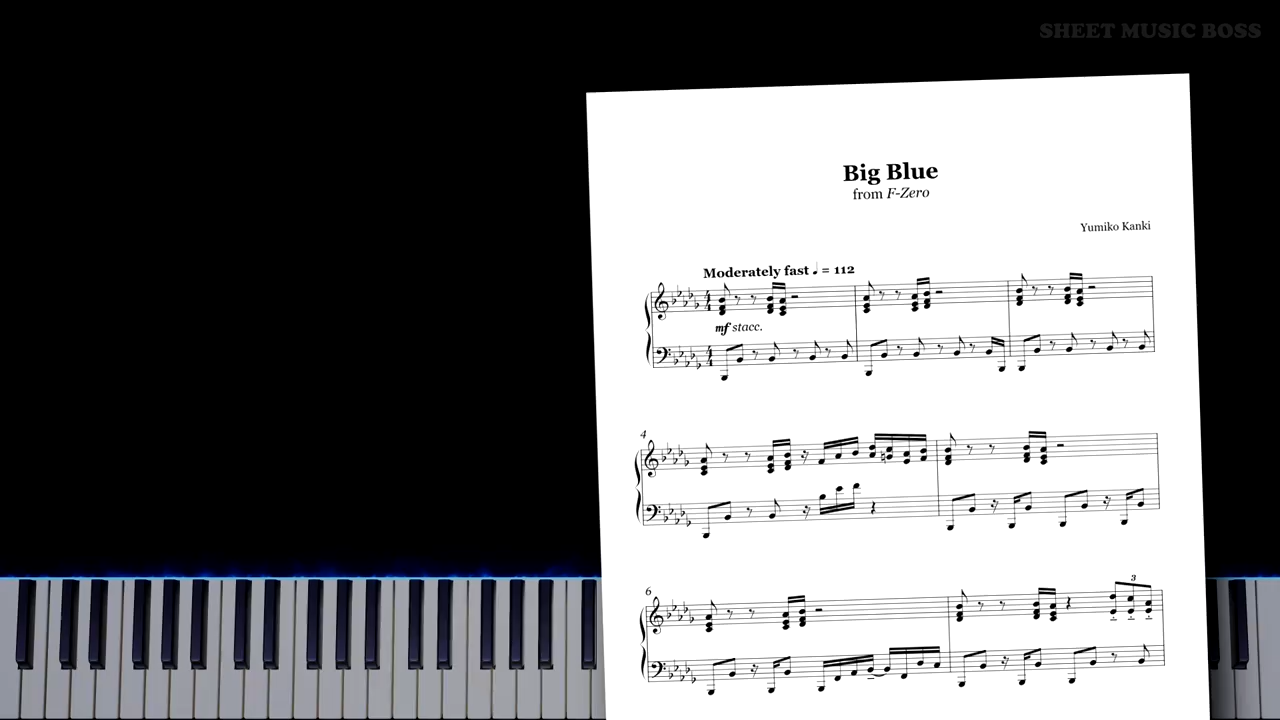 SHEET MUSIC BOSS
Big Blue
from F-Zero
Yumiko Kanki
Moderately fast ♩ = 112
mf stacc.
4
6
3